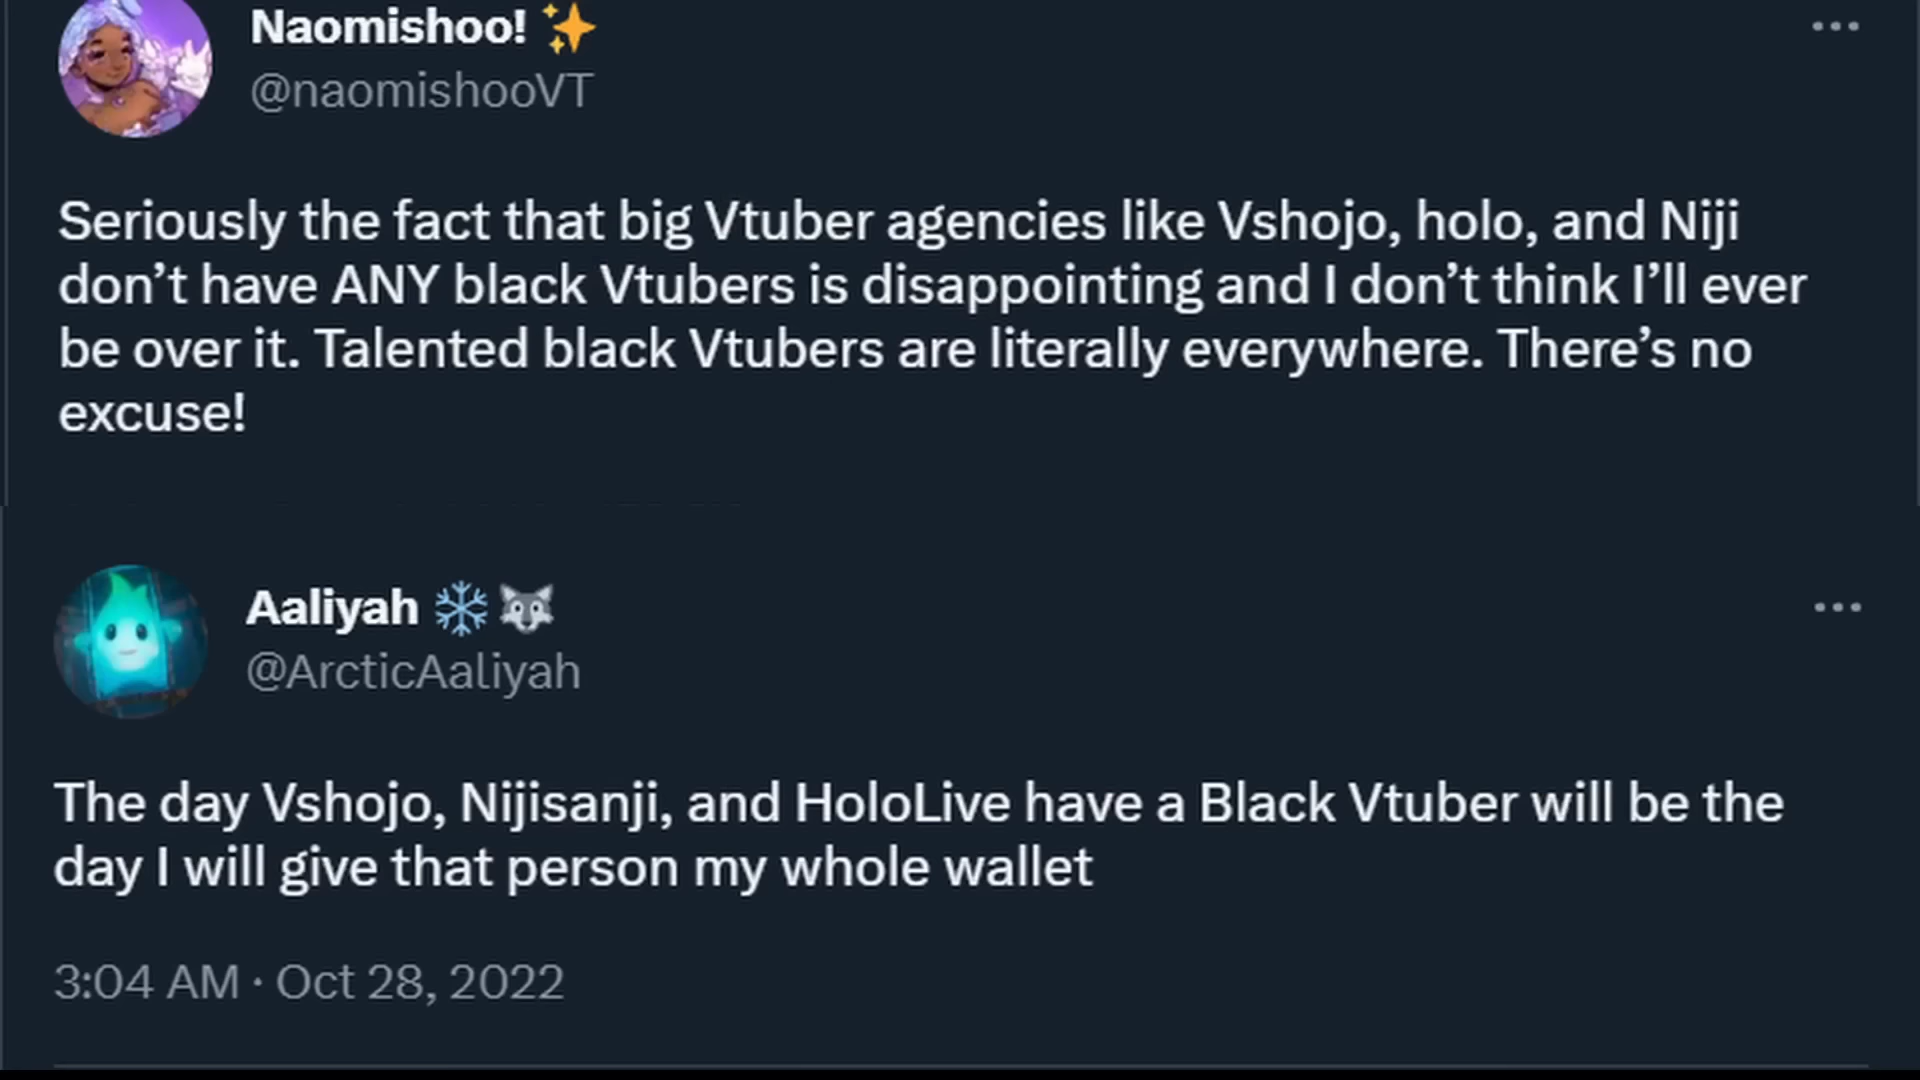 Naomishoo! ✨
@naomishooVT
Seriously the fact that big Vtuber agencies like Vshojo, holo, and Niji
don’t have ANY black Vtubers is disappointing and I don’t think I’ll ever
be over it. Talented black Vtubers are literally everywhere. There’s no
excuse!
Aaliyah ❄️🐺
@ArcticAaliyah
The day Vshojo, Nijisanji, and HoloLive have a Black Vtuber will be the
day I will give that person my whole wallet
3:04 AM · Oct 28, 2022